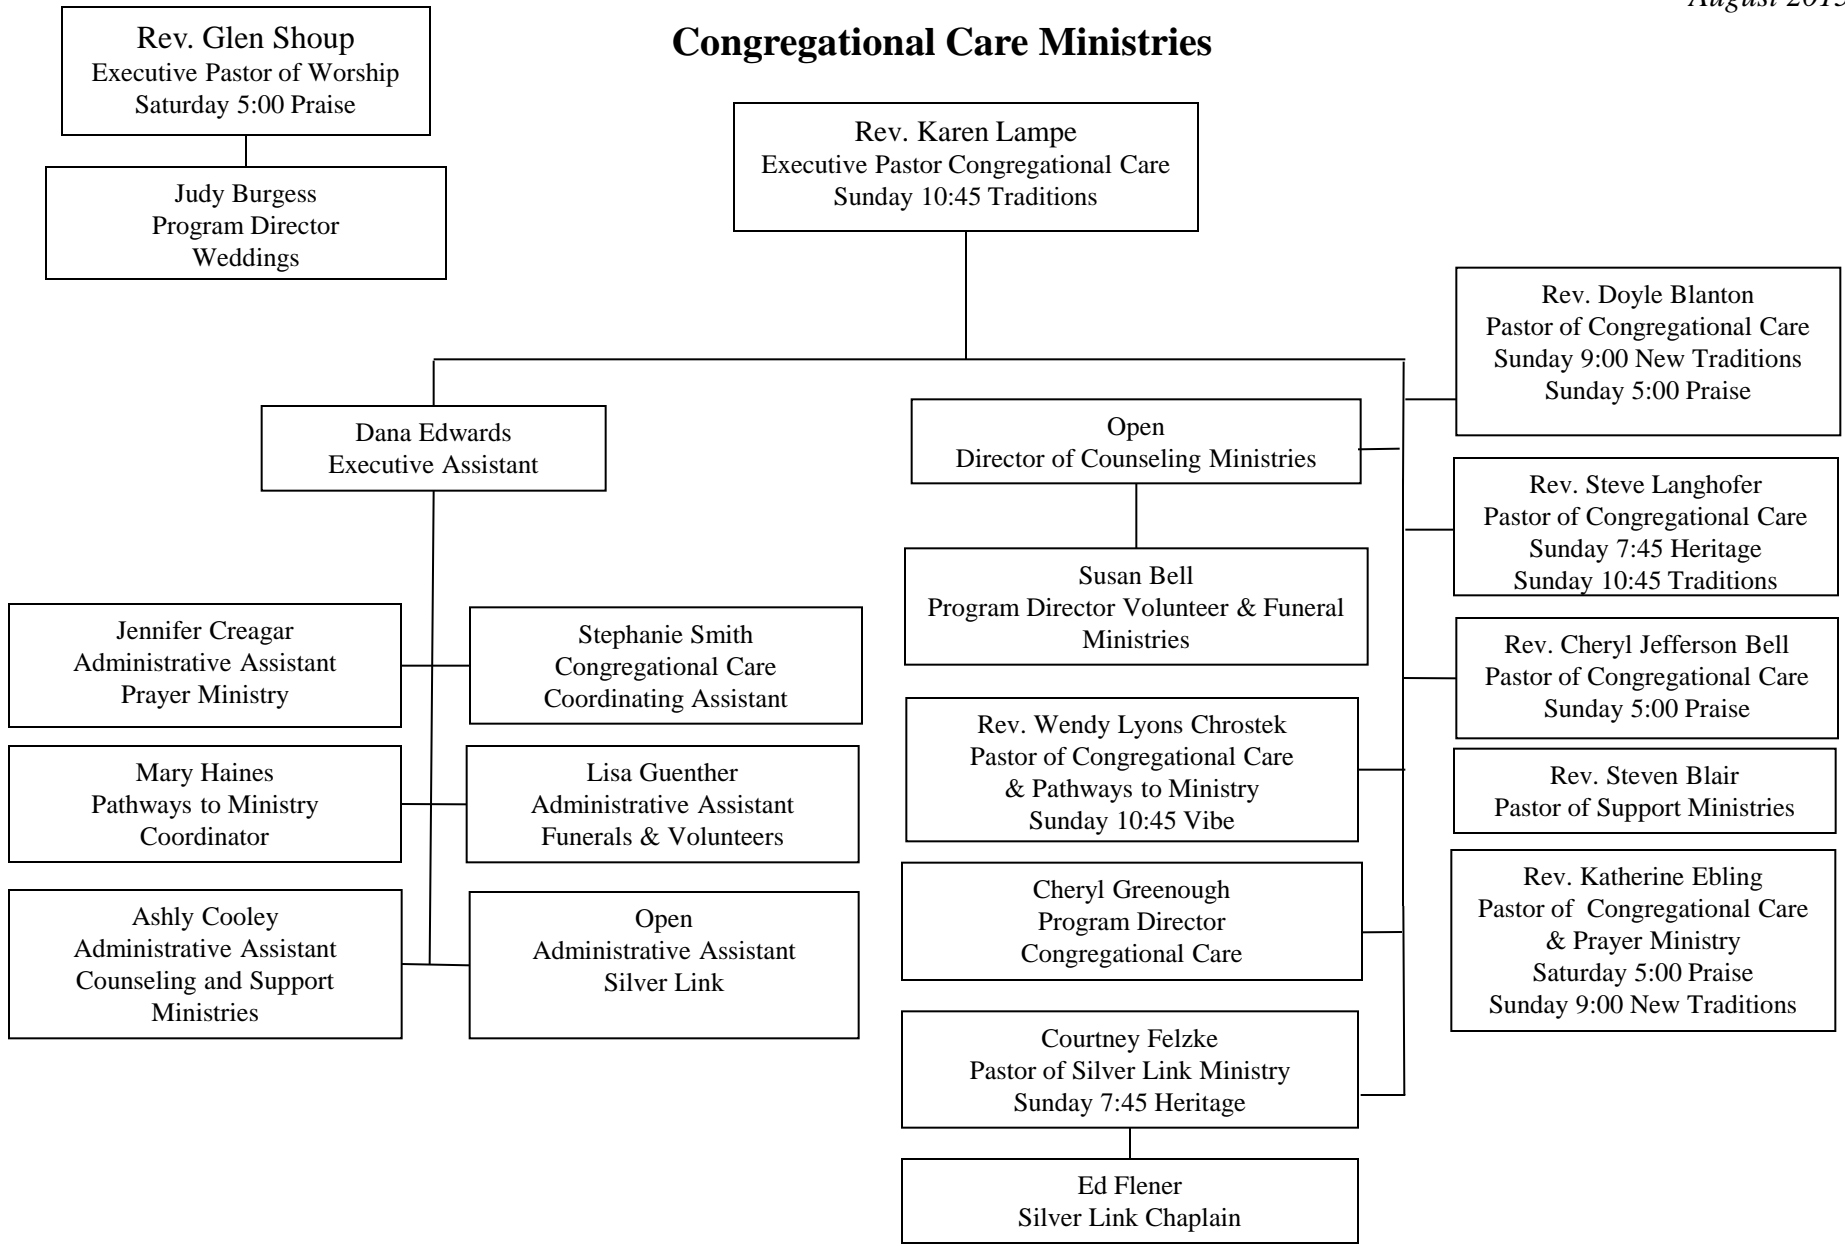 August 2013
Congregational Care Ministries
Rev. Glen Shoup
Executive Pastor of Worship
Saturday 5:00 Praise
Judy Burgess
Program Director
Weddings
Rev. Karen Lampe
Executive Pastor Congregational Care
Sunday 10:45 Traditions
Dana Edwards
Executive Assistant
Jennifer Creagar
Administrative Assistant
Prayer Ministry
Stephanie Smith
Congregational Care
Coordinating Assistant
Mary Haines
Pathways to Ministry
Coordinator
Lisa Guenther
Administrative Assistant
Funerals & Volunteers
Ashly Cooley
Administrative Assistant
Counseling and Support
Ministries
Open
Administrative Assistant
Silver Link
Open
Director of Counseling Ministries
Susan Bell
Program Director Volunteer & Funeral
Ministries
Rev. Wendy Lyons Chrostek
Pastor of Congregational Care
& Pathways to Ministry
Sunday 10:45 Vibe
Cheryl Greenough
Program Director
Congregational Care
Courtney Felzke
Pastor of Silver Link Ministry
Sunday 7:45 Heritage
Ed Flener
Silver Link Chaplain
Rev. Doyle Blanton
Pastor of Congregational Care
Sunday 9:00 New Traditions
Sunday 5:00 Praise
Rev. Steve Langhofer
Pastor of Congregational Care
Sunday 7:45 Heritage
Sunday 10:45 Traditions
Rev. Cheryl Jefferson Bell
Pastor of Congregational Care
Sunday 5:00 Praise
Rev. Steven Blair
Pastor of Support Ministries
Rev. Katherine Ebling
Pastor of Congregational Care
& Prayer Ministry
Saturday 5:00 Praise
Sunday 9:00 New Traditions